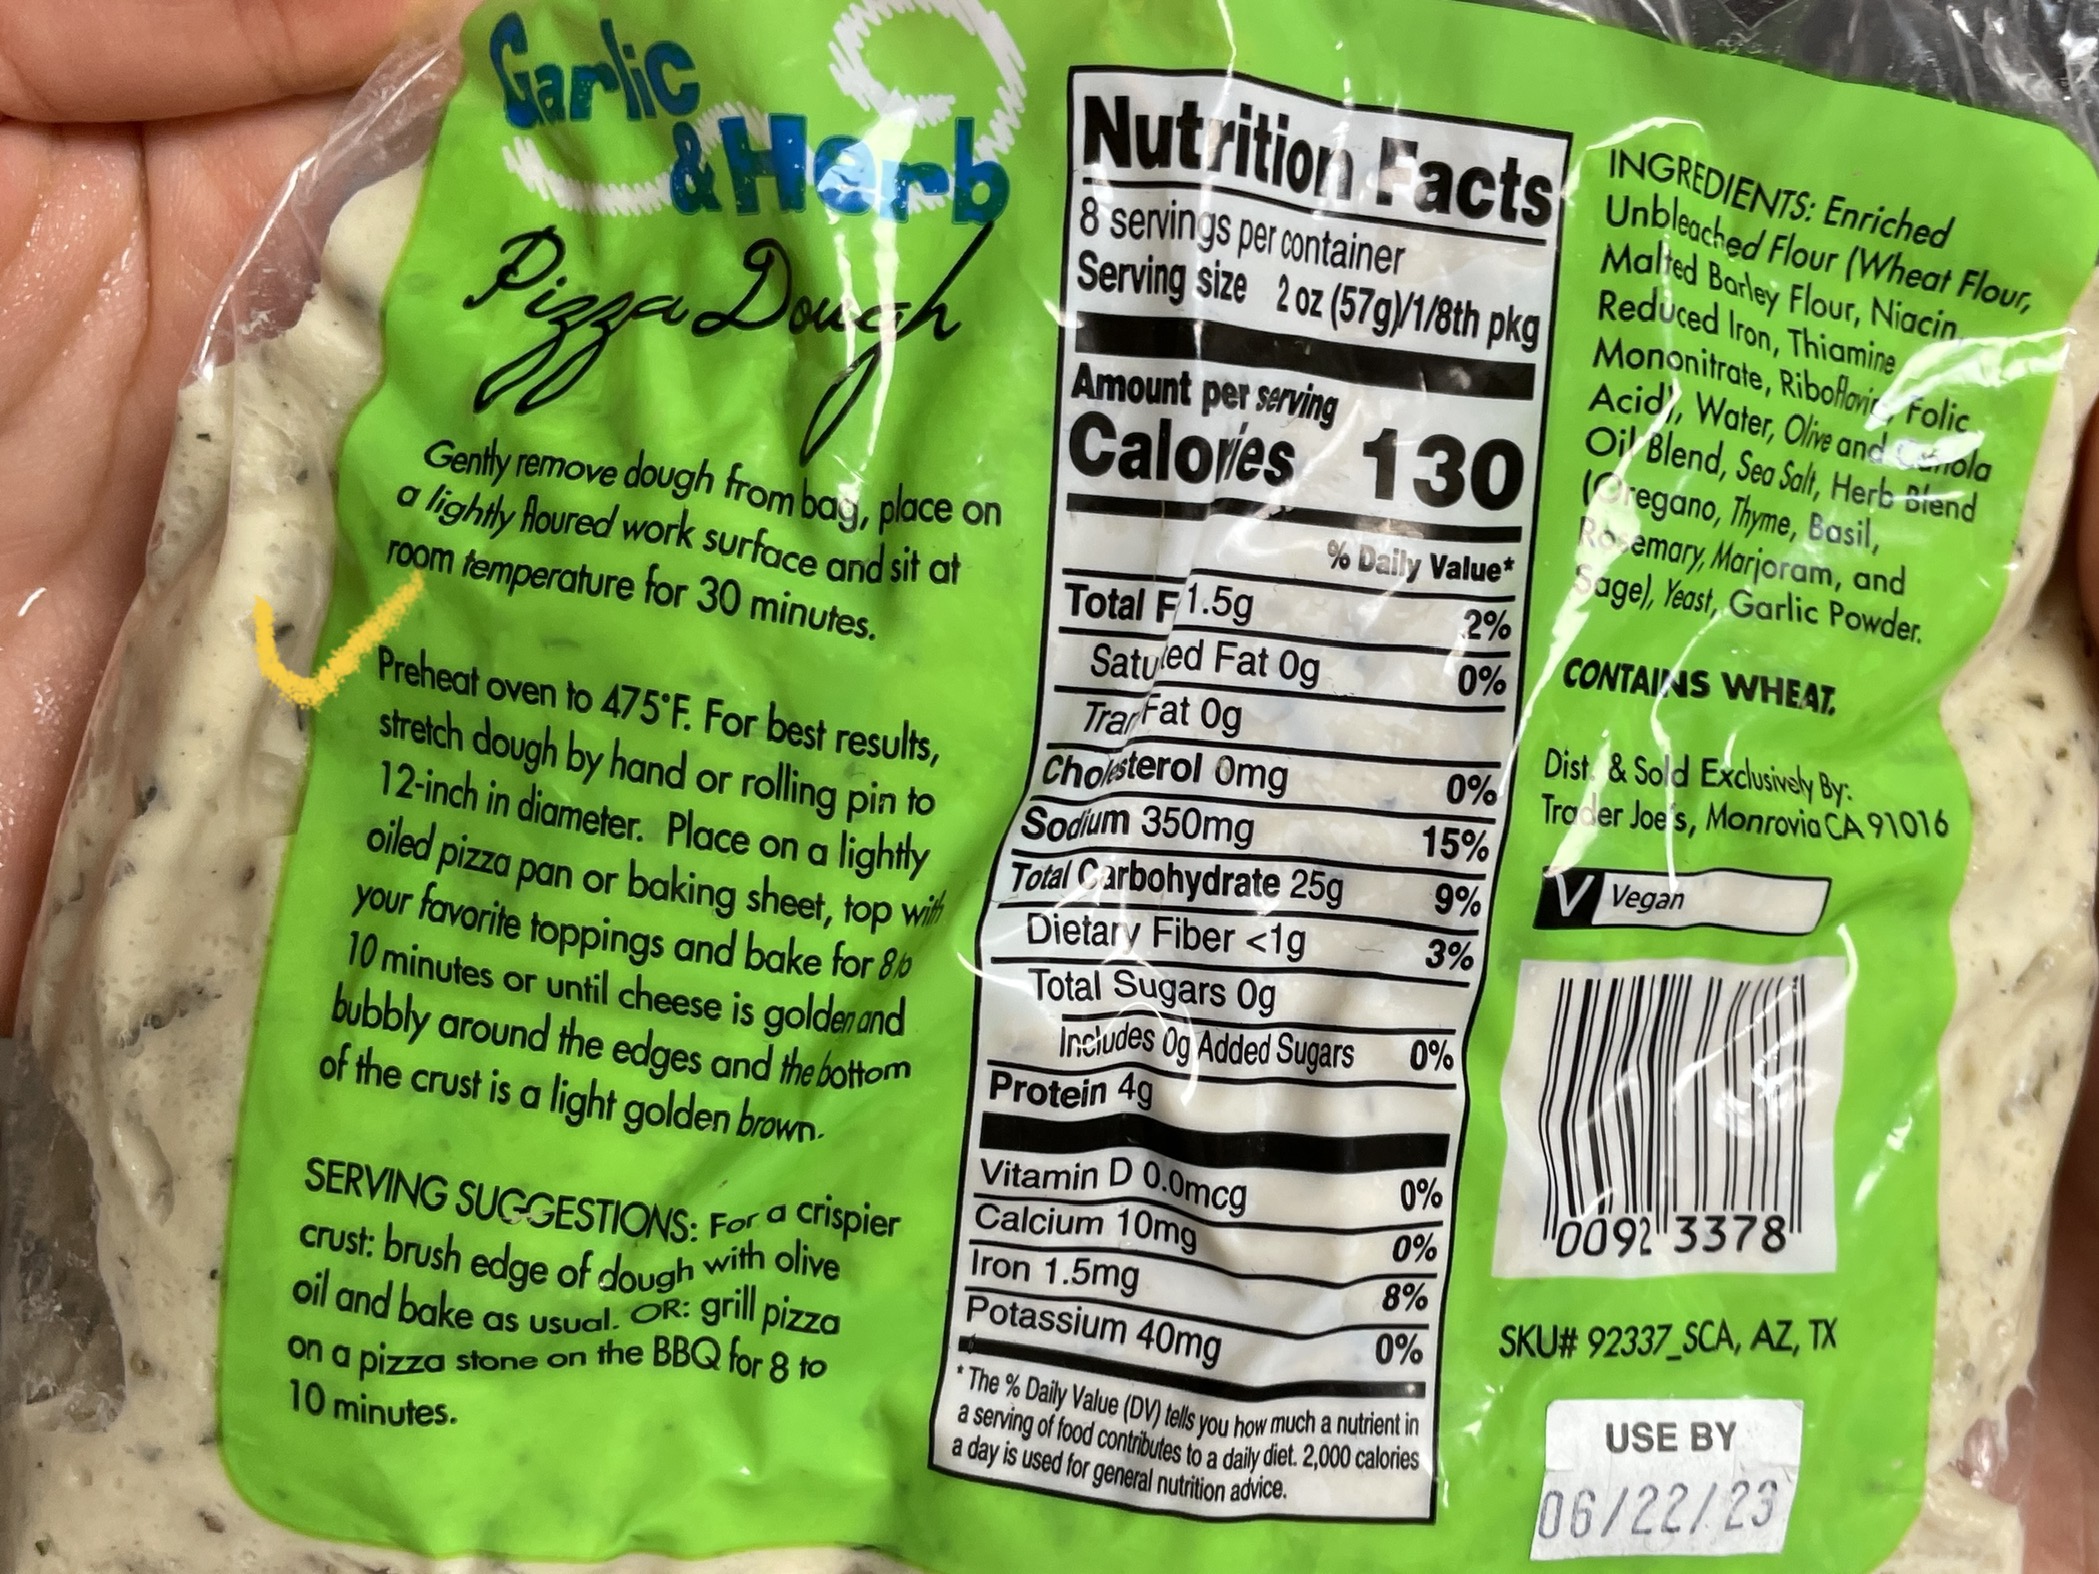 Garlic
& Herb
Pizza Dough
Gently remove dough from bag, place on
a lightly floured work surface and sit at
room temperature for 30 minutes.
Preheat oven to 475°F. For best results,
stretch dough by hand or rolling pin to
12-inch in diameter. Place on a lightly
oiled pizza pan or baking sheet, top with
your favorite toppings and bake for 8 to
10 minutes or until cheese is golden and
bubbly around the edges and the bottom
of the crust is a light golden brown.
SERVING SUGGESTIONS: For a crispier
crust: brush edge of dough with olive
oil and bake as usual. OR: grill pizza
on a pizza stone on the BBQ for 8 to
10 minutes.
Nutrition Facts
8 servings per container
Serving size 2 oz (57g)/1/8th pkg
Amount per serving
Calories 130
% Daily Value*
Total F 1.5g 2%
Satu ted Fat 0g 0%
Tra Fat 0g
Cholesterol 0mg 0%
Sodium 350mg 15%
Total Carbohydrate 25g 9%
Dietary Fiber <1g 3%
Total Sugars 0g
Includes 0g Added Sugars 0%
Protein 4g
Vitamin D 0.0mcg 0%
Calcium 10mg 0%
Iron 1.5mg 8%
Potassium 40mg 0%
* The % Daily Value (DV) tells you how much a nutrient in
a serving of food contributes to a daily diet. 2,000 calories
a day is used for general nutrition advice.
INGREDIENTS: Enriched
Unbleached Flour (Wheat Flour,
Malted Barley Flour, Niacin,
Reduced Iron, Thiamine
Mononitrate, Riboflavin, Folic
Acid), Water, Olive and Canola
Oil Blend, Sea Salt, Herb Blend
(Oregano, Thyme, Basil,
Rosemary, Marjoram, and
Sage), Yeast, Garlic Powder.
CONTAINS WHEAT.
Dist. & Sold Exclusively By:
Trader Joe's, Monrovia CA 91016
V Vegan
0092 3378
SKU# 92337_SCA, AZ, TX
USE BY
06/22/23